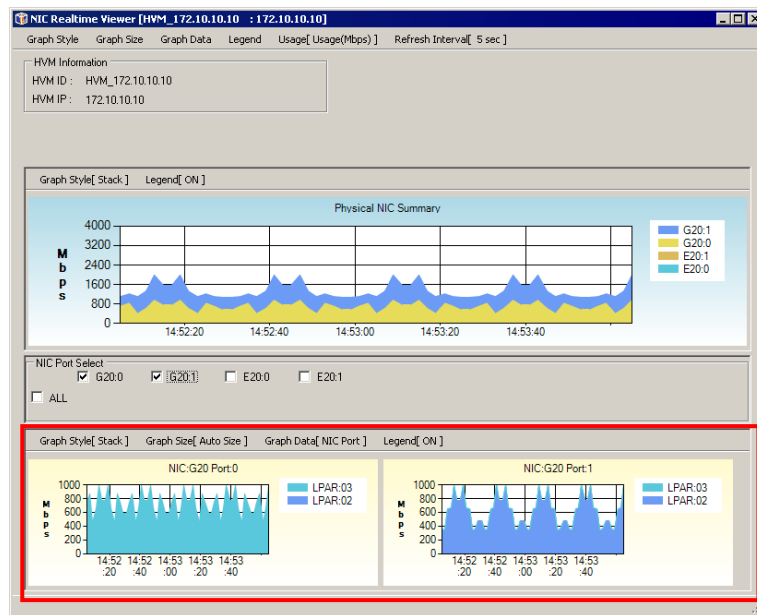 NIC Realtime Viewer [HVM_172.10.10.10 : 172.10.10.10]
Graph Style Graph Size Graph Data Legend Usage[ Usage(Mbps) ] Refresh Interval[ 5 sec ]
HVM Information
HVM ID : HVM_172.10.10.10
HVM IP : 172.10.10.10
Graph Style[ Stack ] Legend[ ON ]
Physical NIC Summary
Mbps
4000
3200
2400
1600
800
0
14:52:20 14:52:40 14:53:00 14:53:20 14:53:40
G20:1
G20:0
E20:1
E20:0
NIC Port Select
G20:0 G20:1 E20:0 E20:1
ALL
Graph Style[ Stack ] Graph Size[ Auto Size ] Graph Data[ NIC Port ] Legend[ ON ]
NIC:G20 Port:0
Mbps
1000
800
600
400
200
0
14:52 14:52 14:53 14:53 14:53
:20 :40 :00 :20 :40
LPAR:03
LPAR:02
NIC:G20 Port:1
Mbps
1000
800
600
400
200
0
14:52 14:52 14:53 14:53 14:53
:20 :40 :00 :20 :40
LPAR:03
LPAR:02